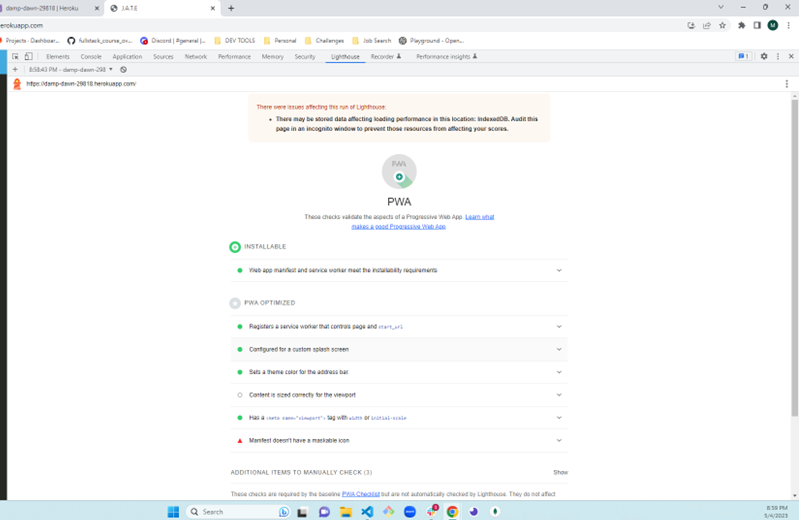 damp-dawn-29818 | Heroku
J.A.T.E
erokuapp.com
Projects - Dashboar...
fullstack_course_ov...
Discord | #general |...
DEV TOOLS
Personal
Challenges
Job Search
Playground - Open...
Elements Console Application Sources Network Performance Memory Security Lighthouse Recorder Performance insights
1
8:58:43 PM - damp-dawn-298
https://damp-dawn-29818.herokuapp.com/
There were issues affecting this run of Lighthouse:
There may be stored data affecting loading performance in this location: IndexedDB. Audit this
page in an incognito window to prevent those resources from affecting your scores.
PWA
PWA
These checks validate the aspects of a Progressive Web App. Learn what
makes a good Progressive Web App.
INSTALLABLE
Web app manifest and service worker meet the installability requirements
PWA OPTIMIZED
Registers a service worker that controls page and start_url
Configured for a custom splash screen
Sets a theme color for the address bar.
Content is sized correctly for the viewport
Has a <meta name="viewport"> tag with width or initial-scale
Manifest doesn't have a maskable icon
ADDITIONAL ITEMS TO MANUALLY CHECK (3) Show
These checks are required by the baseline PWA Checklist but are not automatically checked by Lighthouse. They do not affect
Search
8:59 PM
5/4/2023